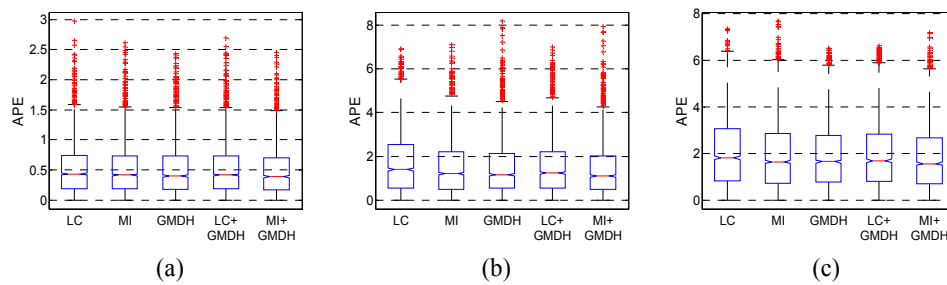 3
2.5
2
1.5
1
0.5
0
APE
LC MI GMDH LC+ MI+
GMDH GMDH
(a)
8
6
4
2
0
APE
LC MI GMDH LC+ MI+
GMDH GMDH
(b)
8
6
4
2
0
APE
LC MI GMDH LC+ MI+
GMDH GMDH
(c)